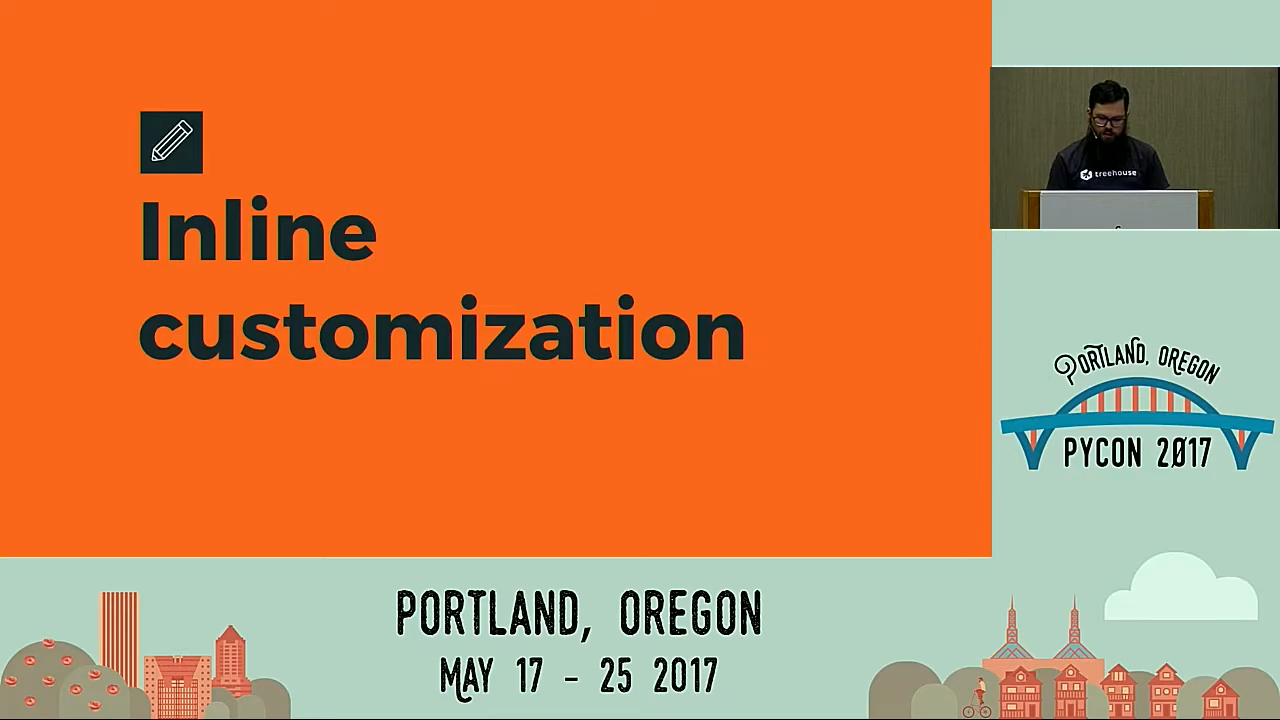 Inline
customization
treehouse
PORTLAND, OREGON
PYCON 2017
PORTLAND, OREGON
MAY 17 - 25 2017